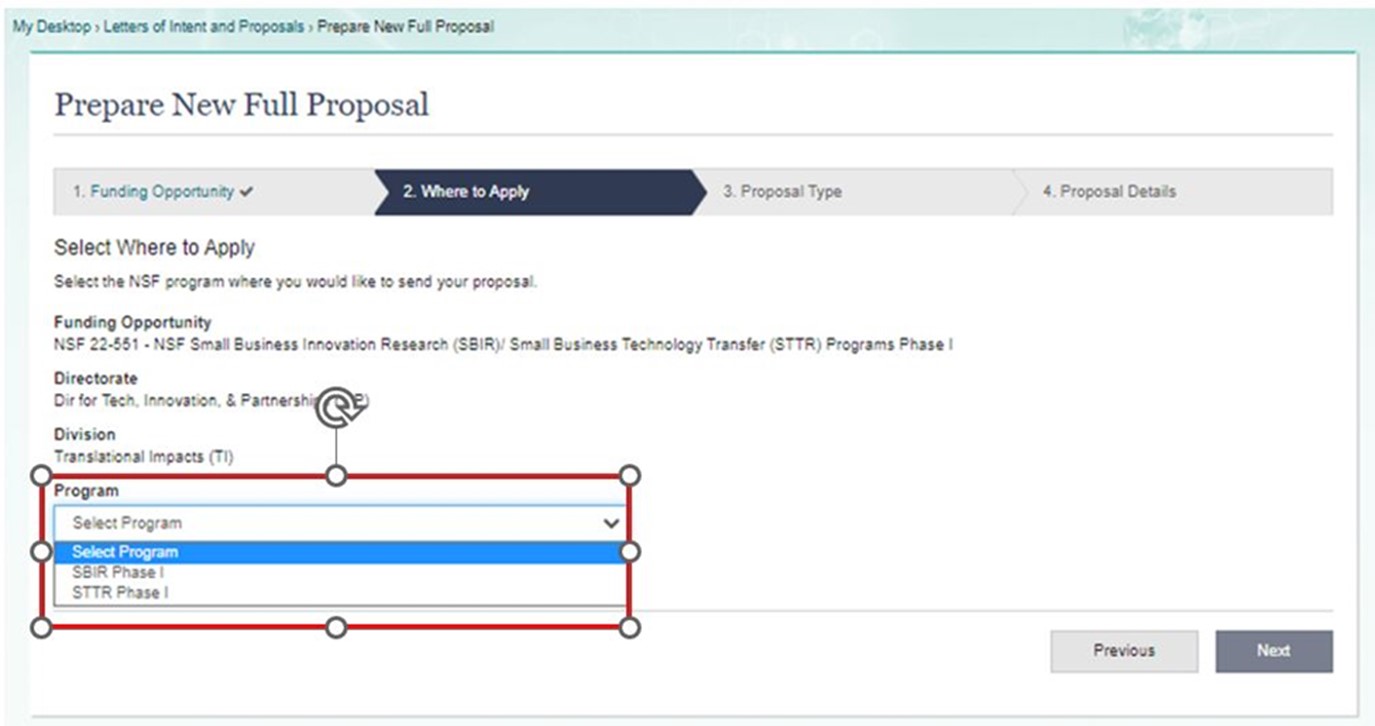 My Desktop › Letters of Intent and Proposals › Prepare New Full Proposal
Prepare New Full Proposal
1. Funding Opportunity ✔ 2. Where to Apply 3. Proposal Type 4. Proposal Details
Select Where to Apply
Select the NSF program where you would like to send your proposal.
Funding Opportunity
NSF 22-551 - NSF Small Business Innovation Research (SBIR)/ Small Business Technology Transfer (STTR) Programs Phase I
Directorate
Dir for Tech, Innovation, &
Division
Translational Impacts (TI)
Program
Select Program
Select Program
SBIR Phase I
STTR Phase I
Previous Next